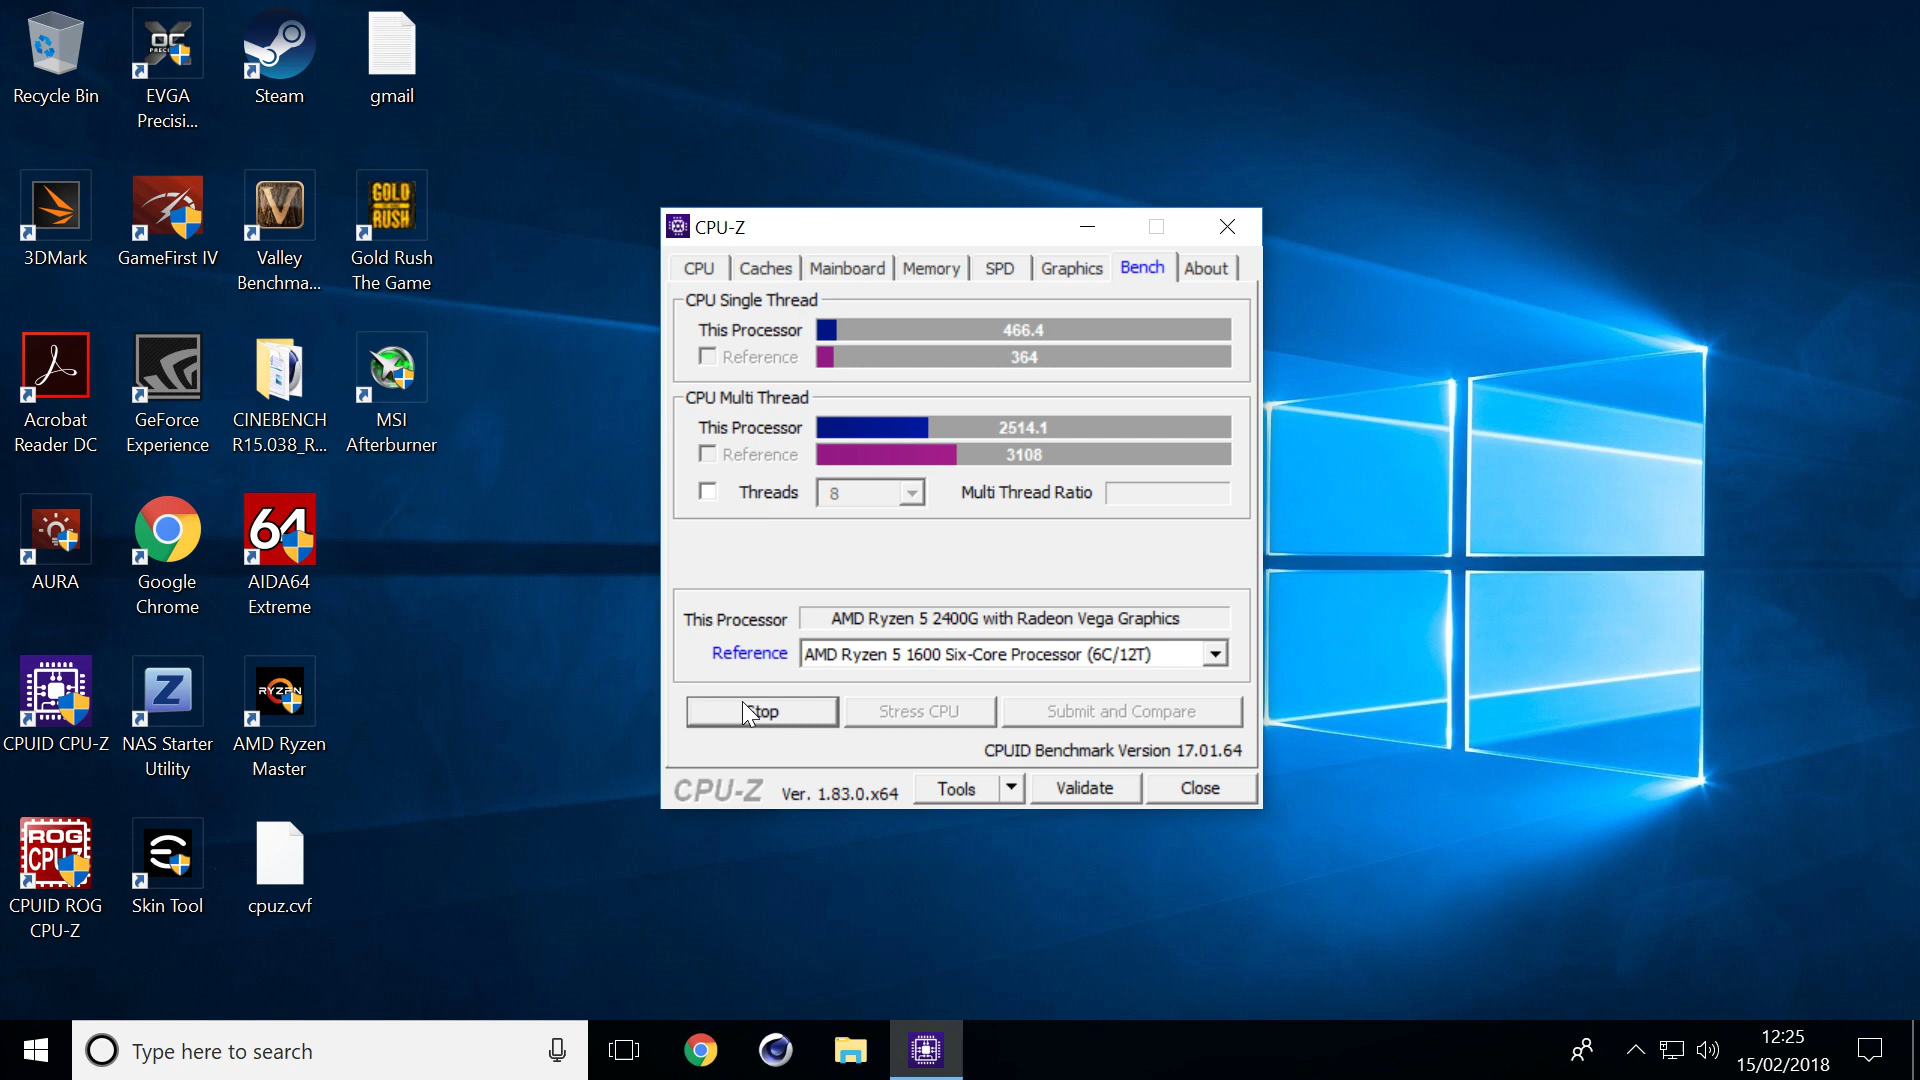 Recycle Bin
EVGA
Precisi...
Steam
gmail
3DMark
GameFirst IV
Valley
Benchma...
GOLD
RUSH
Gold Rush
The Game
Acrobat
Reader DC
GeForce
Experience
CINEBENCH
R15.038_R...
MSI
Afterburner
AURA
Google
Chrome
64
AIDA64
Extreme
CPUID CPU-Z
NAS Starter
Utility
RYZEN
AMD Ryzen
Master
ROG
CPU-Z
CPUID ROG
CPU-Z
Skin Tool
cpuz.cvf
CPU-Z
CPU Caches Mainboard Memory SPD Graphics Bench About
CPU Single Thread
This Processor 466.4
Reference 364
CPU Multi Thread
This Processor 2514.1
Reference 3108
Threads 8 Multi Thread Ratio
This Processor AMD Ryzen 5 2400G with Radeon Vega Graphics
Reference AMD Ryzen 5 1600 Six-Core Processor (6C/12T)
Stop Stress CPU Submit and Compare
CPUID Benchmark Version 17.01.64
CPU-Z Ver. 1.83.0.x64 Tools Validate Close
Type here to search
12:25
15/02/2018